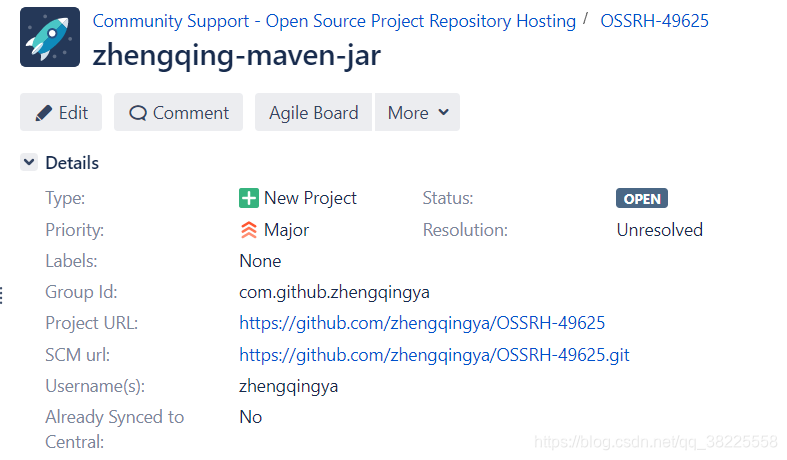 Community Support - Open Source Project Repository Hosting / OSSRH-49625
zhengqing-maven-jar
Edit Comment Agile Board More
Details
Type: New Project Status: OPEN
Priority: Major Resolution: Unresolved
Labels: None
Group Id: com.github.zhengqingya
Project URL: https://github.com/zhengqingya/OSSRH-49625
SCM url: https://github.com/zhengqingya/OSSRH-49625.git
Username(s): zhengqingya
Already Synced to No
Central:
https://blog.csdn.net/qq_38225558